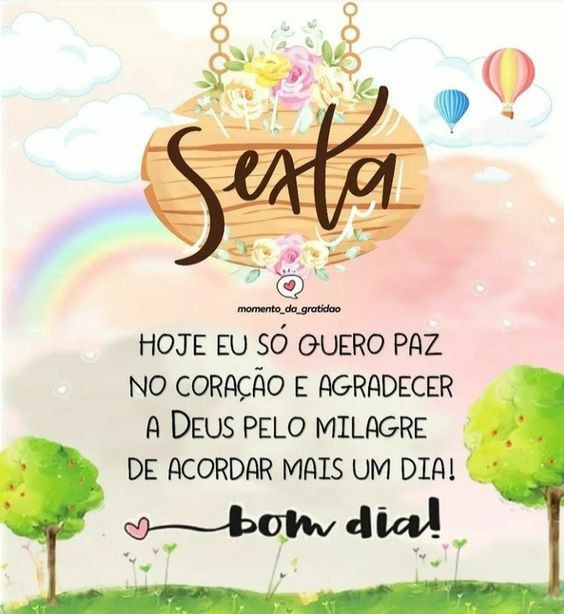 Sexta
momento_da_gratidao
HOJE EU SÓ QUERO PAZ
NO CORAÇÃO E AGRADECER
A DEUS PELO MILAGRE
DE ACORDAR MAIS UM DIA!
bom dia!